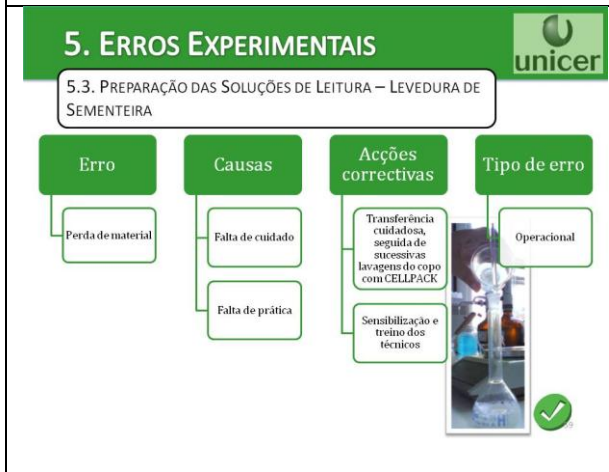 5. ERROS EXPERIMENTAIS
unicer
5.3. PREPARAÇÃO DAS SOLUÇÕES DE LEITURA – LEVEDURA DE
SEMENTEIRA
Erro
Perda de material
Causas
Falta de cuidado
Falta de prática
Acções
correctivas
Transferência
cuidadosa,
seguida de
sucessivas
lavagens do copo
com CELLPACK
Sensibilização e
treino dos
técnicos
Tipo de erro
Operacional